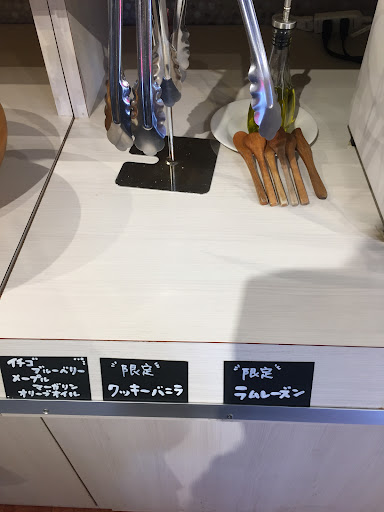 イチゴ
ブルーベリー
メープル
マーガリン
オリーブオイル
限定
クッキーバニラ
限定
ラムレーズン